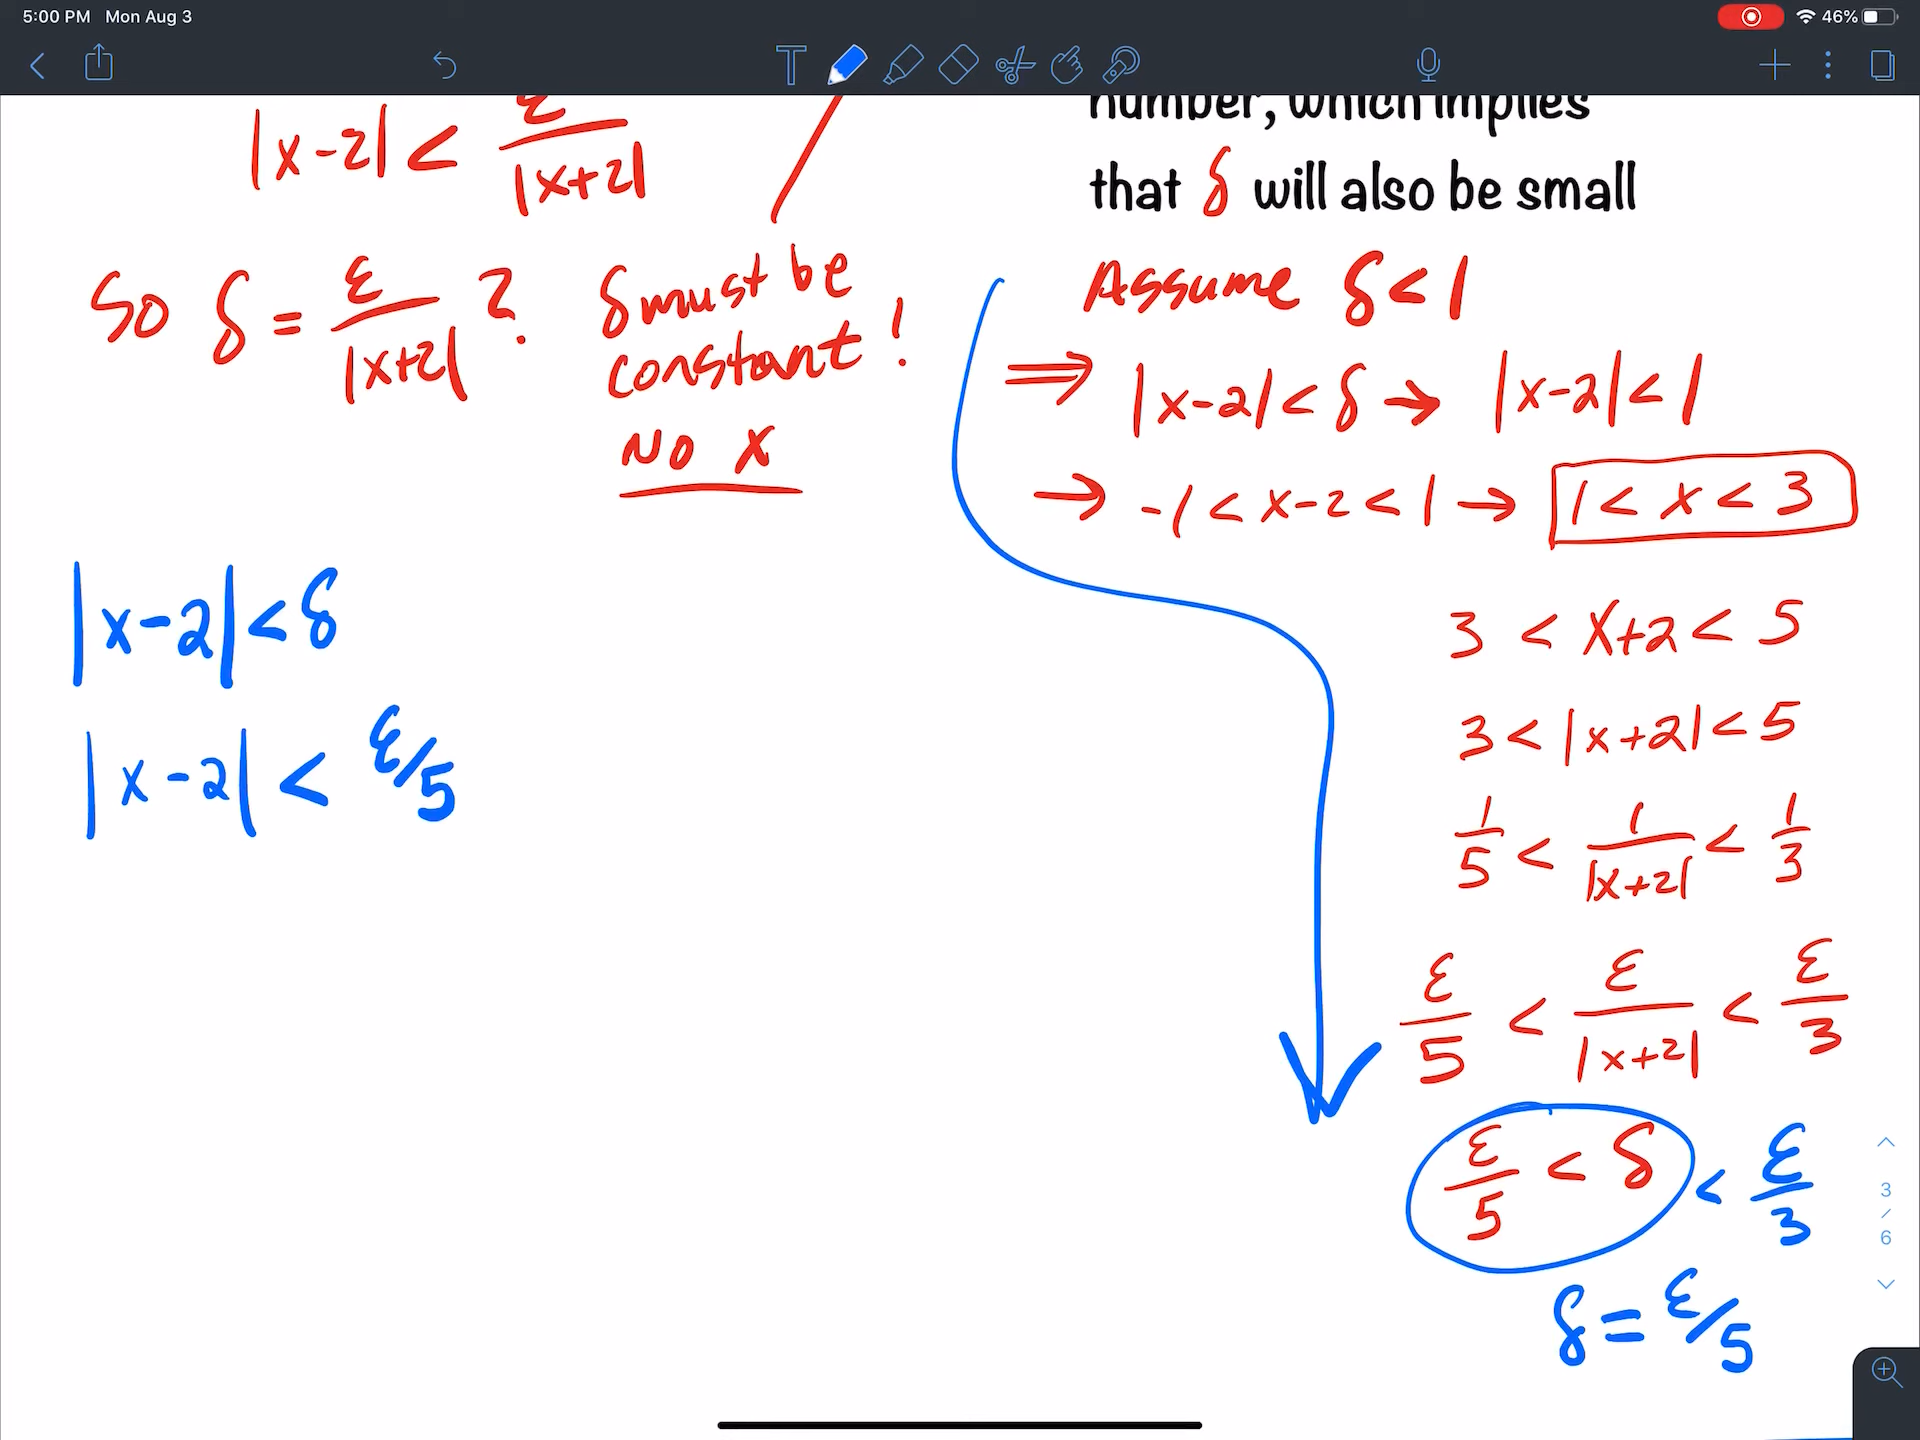 5:00 PM Mon Aug 3
46%
T
|x-2| < ε/|x+2|
So δ = ε/|x+2| ?
δ must be
constant!
NO X
|x-2| < δ
|x-2| < ε/5
number, which implies
that δ will also be small
Assume δ < 1
⇒ |x-2| < δ → |x-2| < 1
→ -1 < x-2 < 1 → 1 < x < 3
3 < x+2 < 5
3 < |x+2| < 5
1/5 < 1/|x+2| < 1/3
ε/5 < ε/|x+2| < ε/3
ε/5 < δ < ε/3
δ = ε/5
3
/
6